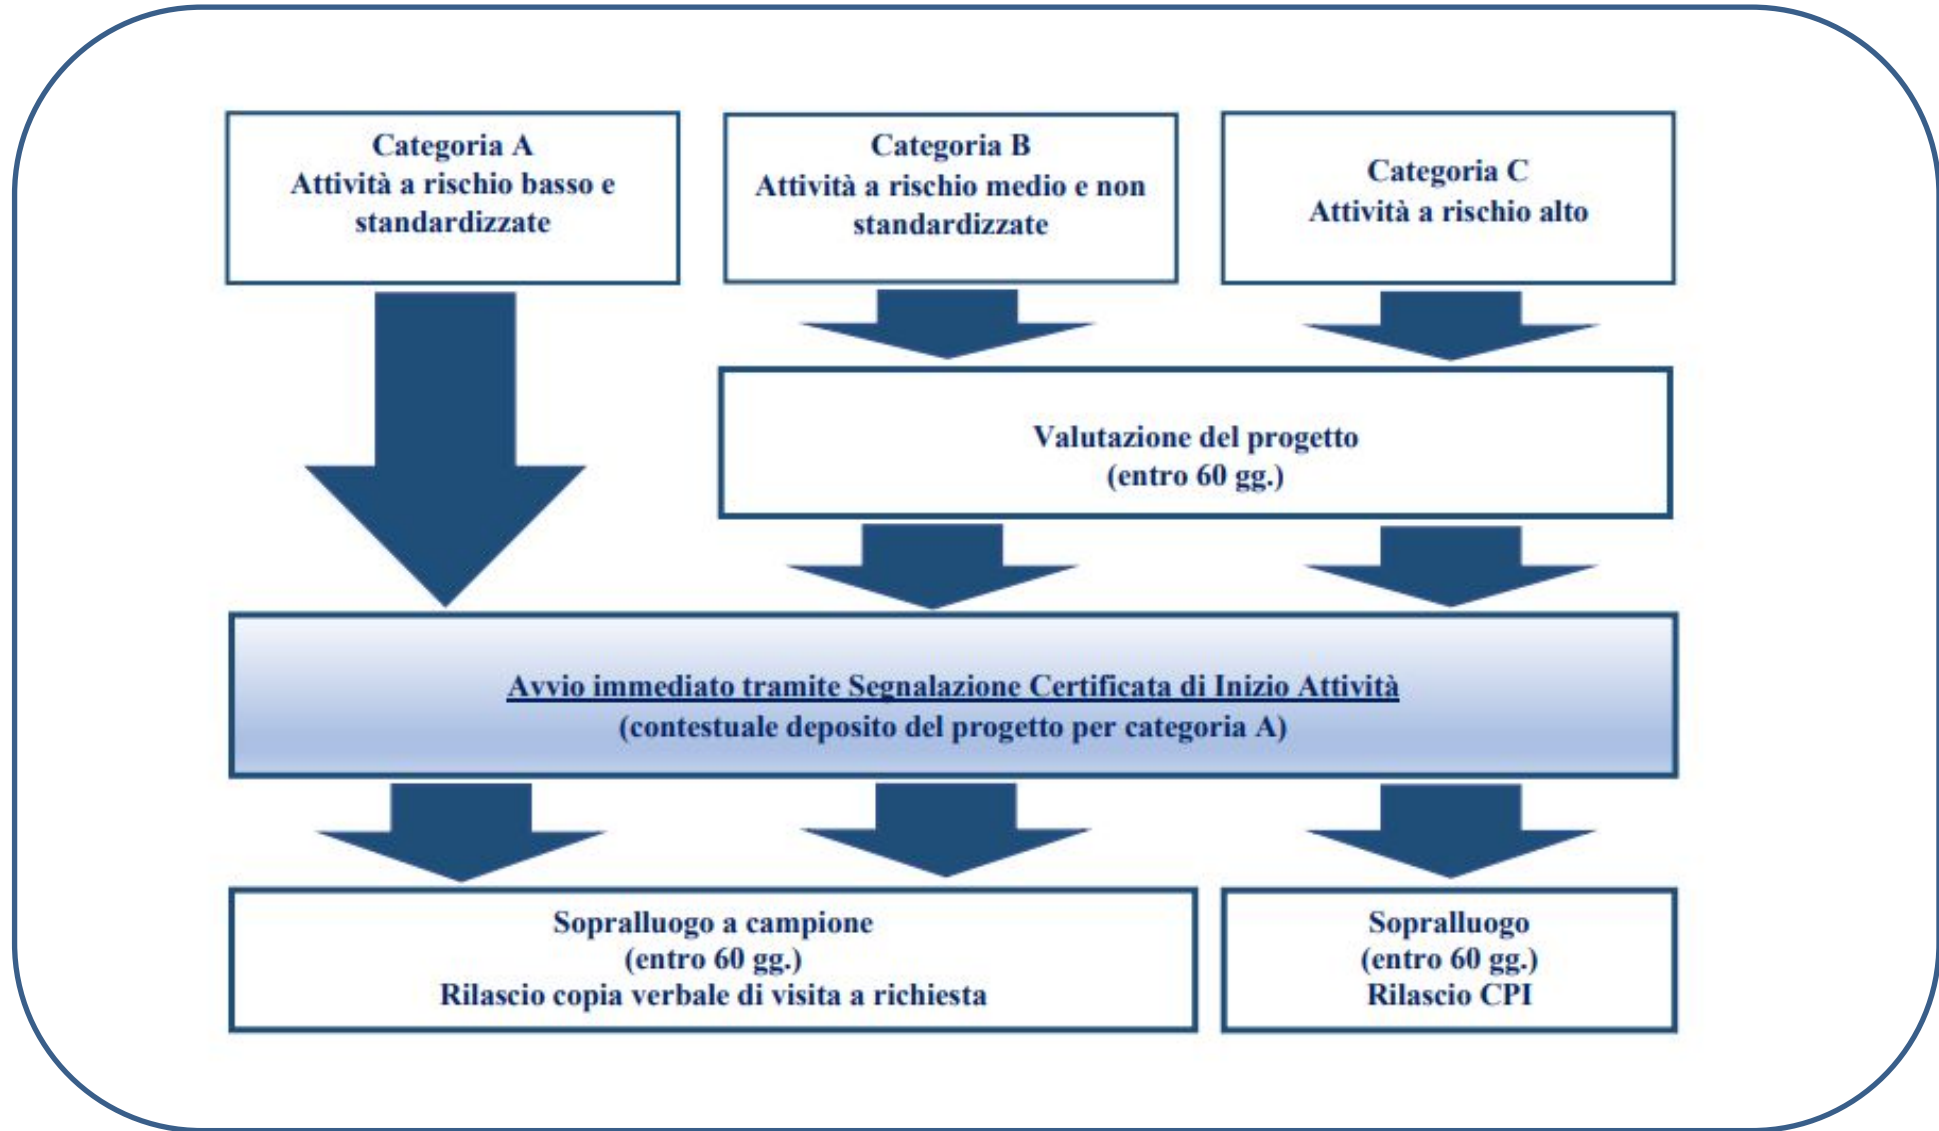 Categoria A
Attività a rischio basso e
standardizzate
Categoria B
Attività a rischio medio e non
standardizzate
Categoria C
Attività a rischio alto
Valutazione del progetto
(entro 60 gg.)
Avvio immediato tramite Segnalazione Certificata di Inizio Attività
(contestuale deposito del progetto per categoria A)
Sopralluogo a campione
(entro 60 gg.)
Rilascio copia verbale di visita a richiesta
Sopralluogo
(entro 60 gg.)
Rilascio CPI